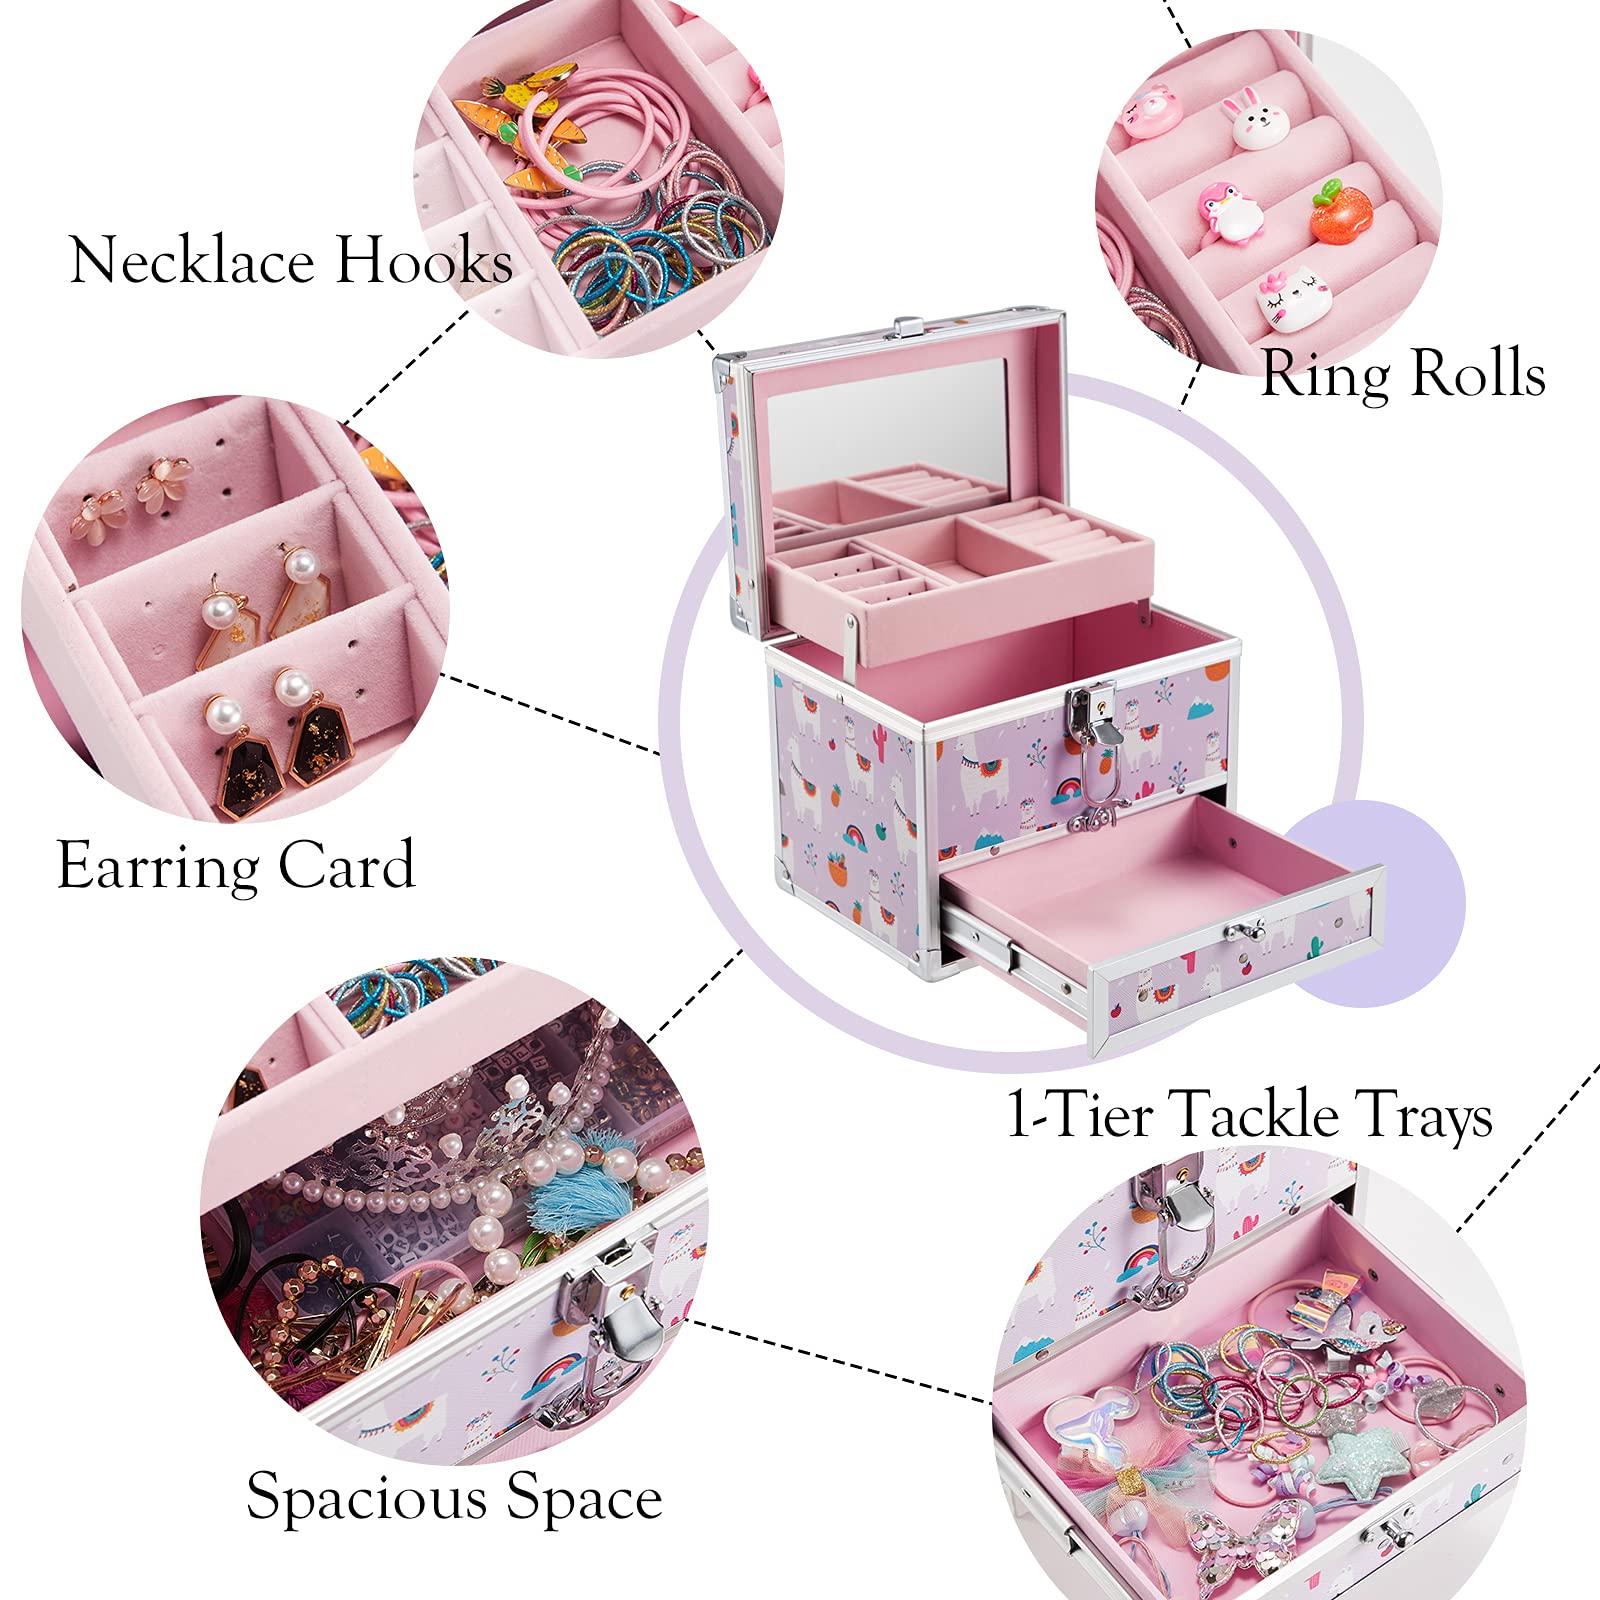 Necklace Hooks
Ring Rolls
Earring Card
1-Tier Tackle Trays
Spacious Space